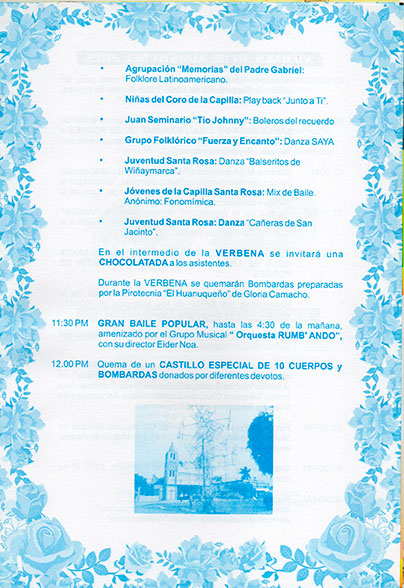 • Agrupación “Memorias” del Padre Gabriel:
Folklore Latinoamericano.
• Niñas del Coro de la Capilla: Play back “Junto a Ti”.
• Juan Seminario “Tío Johnny”: Boleros del recuerdo
• Grupo Folklórico “Fuerza y Encanto”: Danza SAYA
• Juventud Santa Rosa: Danza “Balseritos de
Wiñaymarca”.
• Jóvenes de la Capilla Santa Rosa: Mix de Baile.
Anónimo: Fonomímica.
Juventud Santa Rosa: Danza “Cañeras de San
Jacinto”.
En el intermedio de la VERBENA se invitará una
CHOCOLATADA a los asistentes.
Durante la VERBENA se quemarán Bombardas preparadas
por la Pirotecnia “El Huanuqueño” de Gloria Camacho.
11:30 PM GRAN BAILE POPULAR, hasta las 4:30 de la mañana,
amenizado por el Grupo Musical “ Orquesta RUMB’ ANDO”,
con su director Eider Noa.
12.00 PM Quema de un CASTILLO ESPECIAL DE 10 CUERPOS y
BOMBARDAS donados por diferentes devotos.